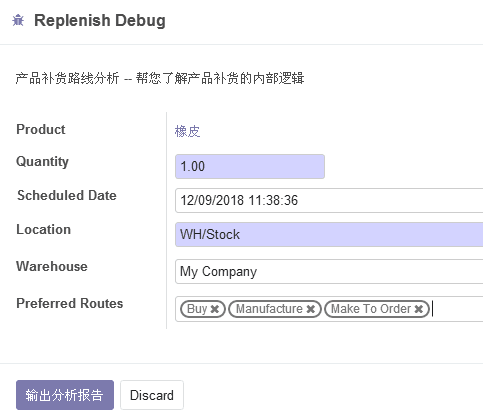 Replenish Debug
产品补货路线分析 -- 帮您了解产品补货的内部逻辑
Product 橡皮
Quantity 1.00
Scheduled Date 12/09/2018 11:38:36
Location WH/Stock
Warehouse My Company
Preferred Routes Buy Manufacture Make To Order
输出分析报告 Discard